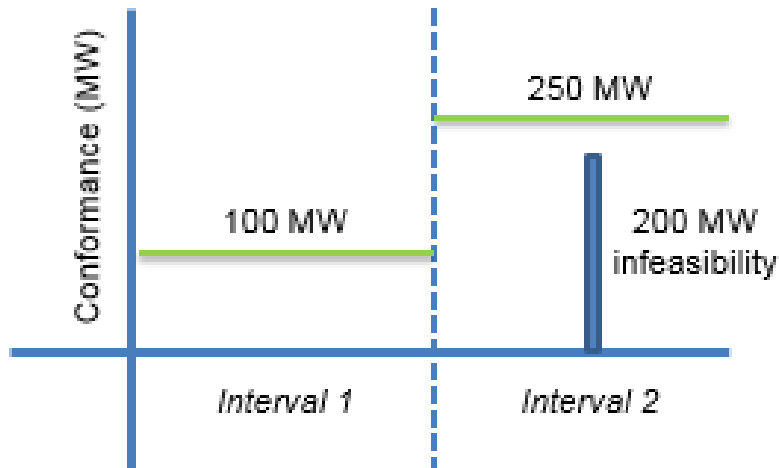 Conformance (MW)
250 MW
100 MW
200 MW
infeasibility
Interval 1
Interval 2